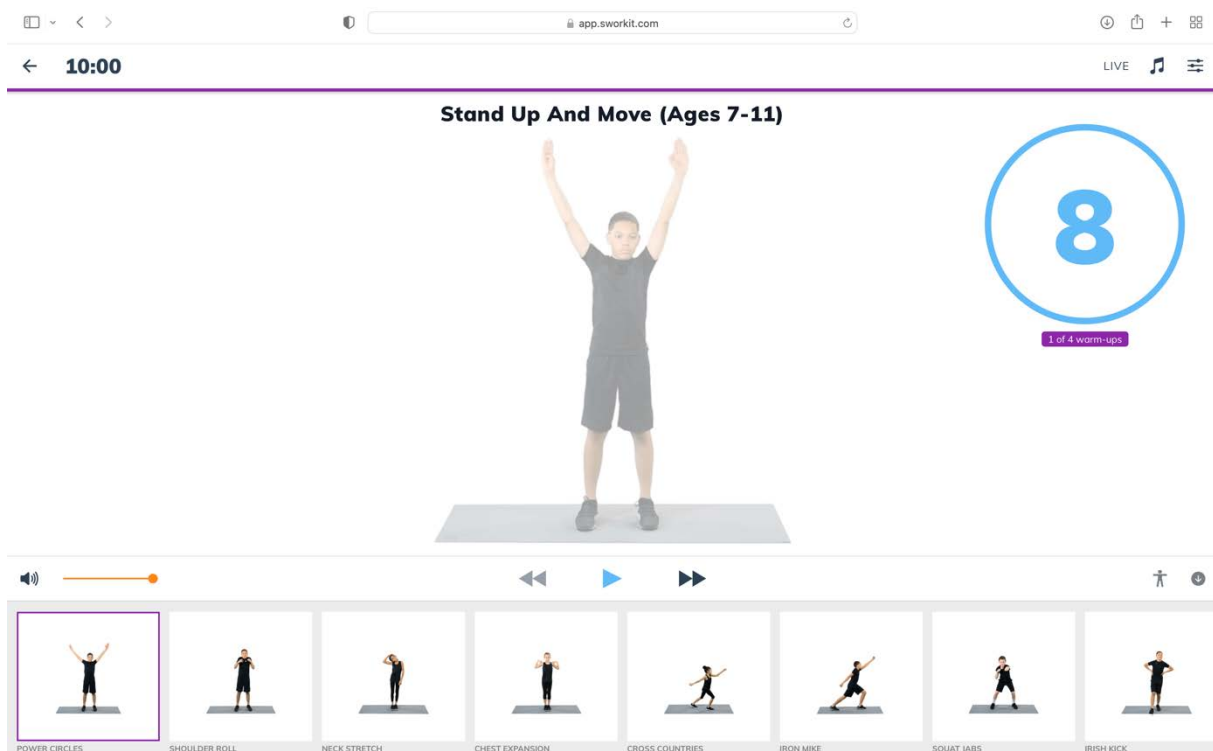 app.sworkit.com
10:00
LIVE
Stand Up And Move (Ages 7-11)
8
1 of 4 warm-ups
POWER CIRCLES
SHOULDER ROLL
NECK STRETCH
CHEST EXPANSION
CROSS COUNTRIES
IRON MIKE
SQUAT JABS
IRISH KICK